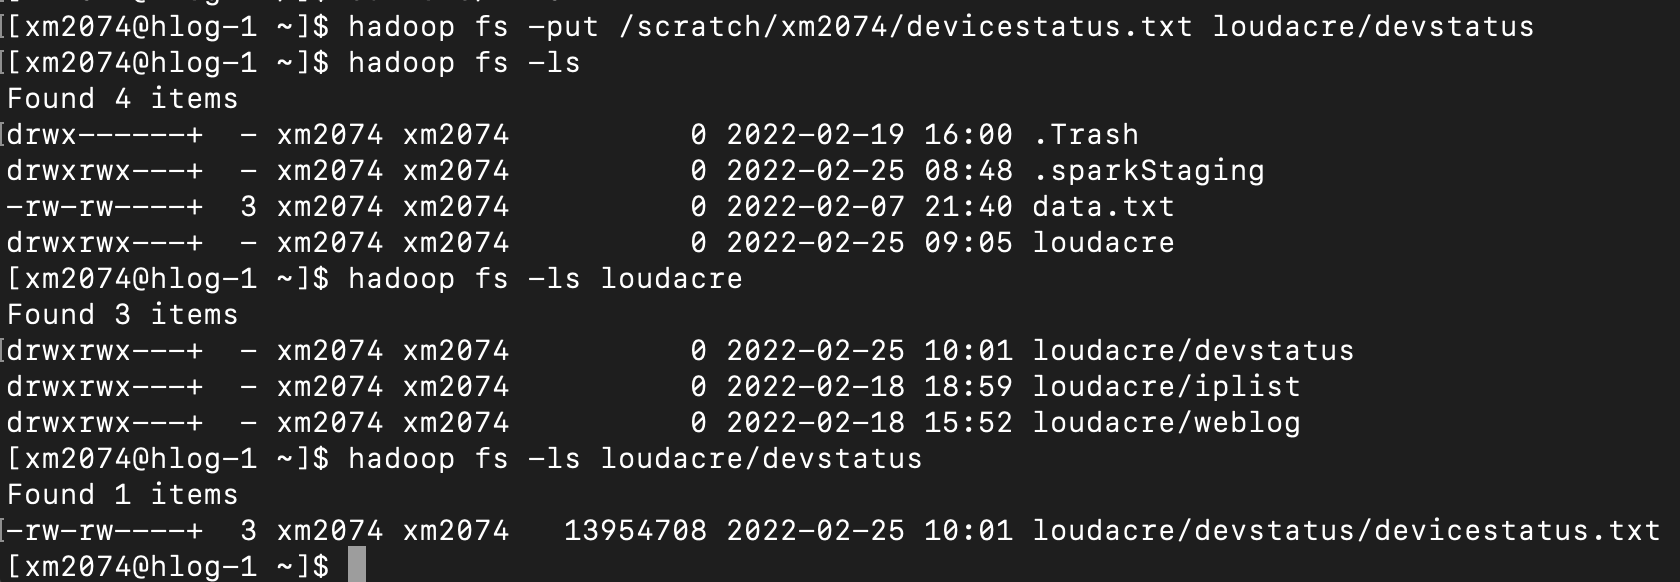 [xm2074@hlog-1 ~]$ hadoop fs -put /scratch/xm2074/devicestatus.txt loudacre/devstatus
[xm2074@hlog-1 ~]$ hadoop fs -ls
Found 4 items
drwx------+  - xm2074 xm2074          0 2022-02-19 16:00 .Trash
drwxrwx---+  - xm2074 xm2074          0 2022-02-25 08:48 .sparkStaging
-rw-rw----+  3 xm2074 xm2074          0 2022-02-07 21:40 data.txt
drwxrwx---+  - xm2074 xm2074          0 2022-02-25 09:05 loudacre
[xm2074@hlog-1 ~]$ hadoop fs -ls loudacre
Found 3 items
drwxrwx---+  - xm2074 xm2074          0 2022-02-25 10:01 loudacre/devstatus
drwxrwx---+  - xm2074 xm2074          0 2022-02-18 18:59 loudacre/iplist
drwxrwx---+  - xm2074 xm2074          0 2022-02-18 15:52 loudacre/weblog
[xm2074@hlog-1 ~]$ hadoop fs -ls loudacre/devstatus
Found 1 items
-rw-rw----+  3 xm2074 xm2074   13954708 2022-02-25 10:01 loudacre/devstatus/devicestatus.txt
[xm2074@hlog-1 ~]$